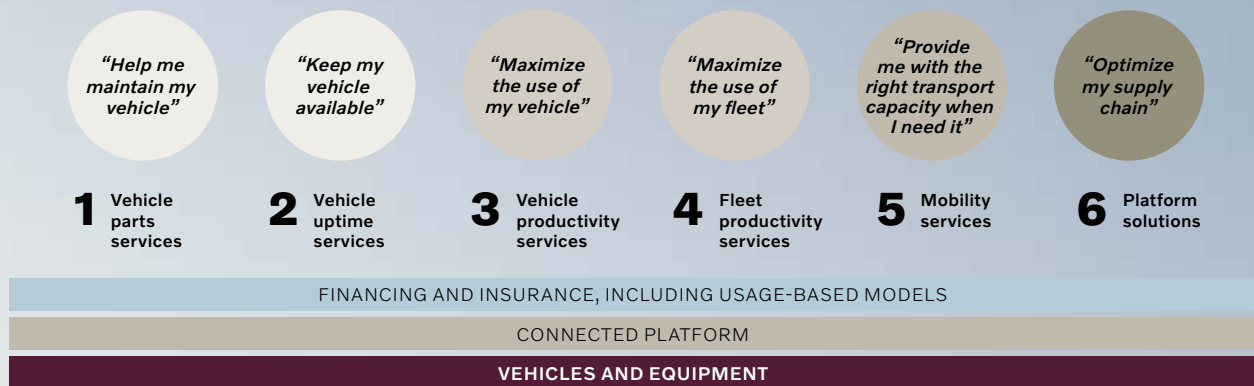 “Help me
maintain my
vehicle”
“Keep my
vehicle
available”
“Maximize
the use of
my vehicle”
“Maximize
the use of
my fleet”
“Provide
me with the
right transport
capacity when
I need it”
“Optimize
my supply
chain”
1 Vehicle
parts
services
2 Vehicle
uptime
services
3 Vehicle
productivity
services
4 Fleet
productivity
services
5 Mobility
services
6 Platform
solutions
FINANCING AND INSURANCE, INCLUDING USAGE-BASED MODELS
CONNECTED PLATFORM
VEHICLES AND EQUIPMENT